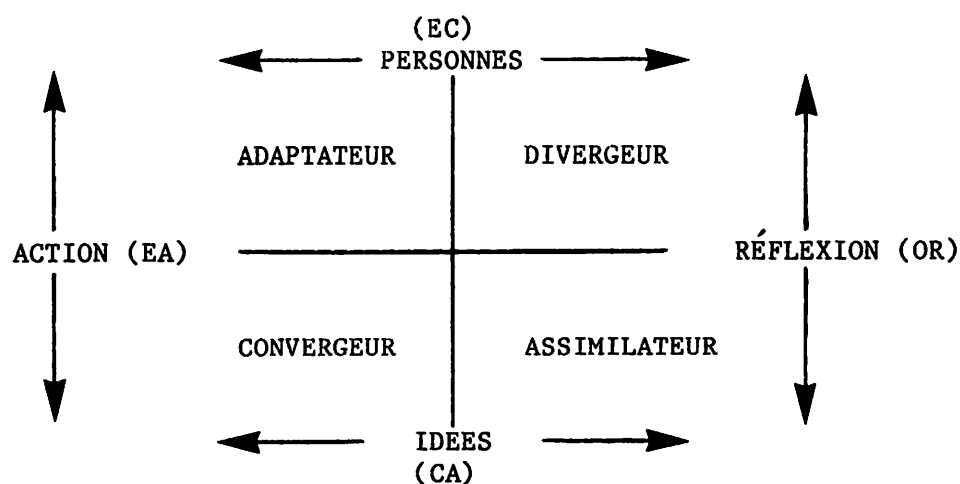 (EC)
PERSONNES
ADAPTATEUR DIVERGEUR
ACTION (EA) RÉFLEXION (OR)
CONVERGEUR ASSIMILATEUR
IDEES
(CA)